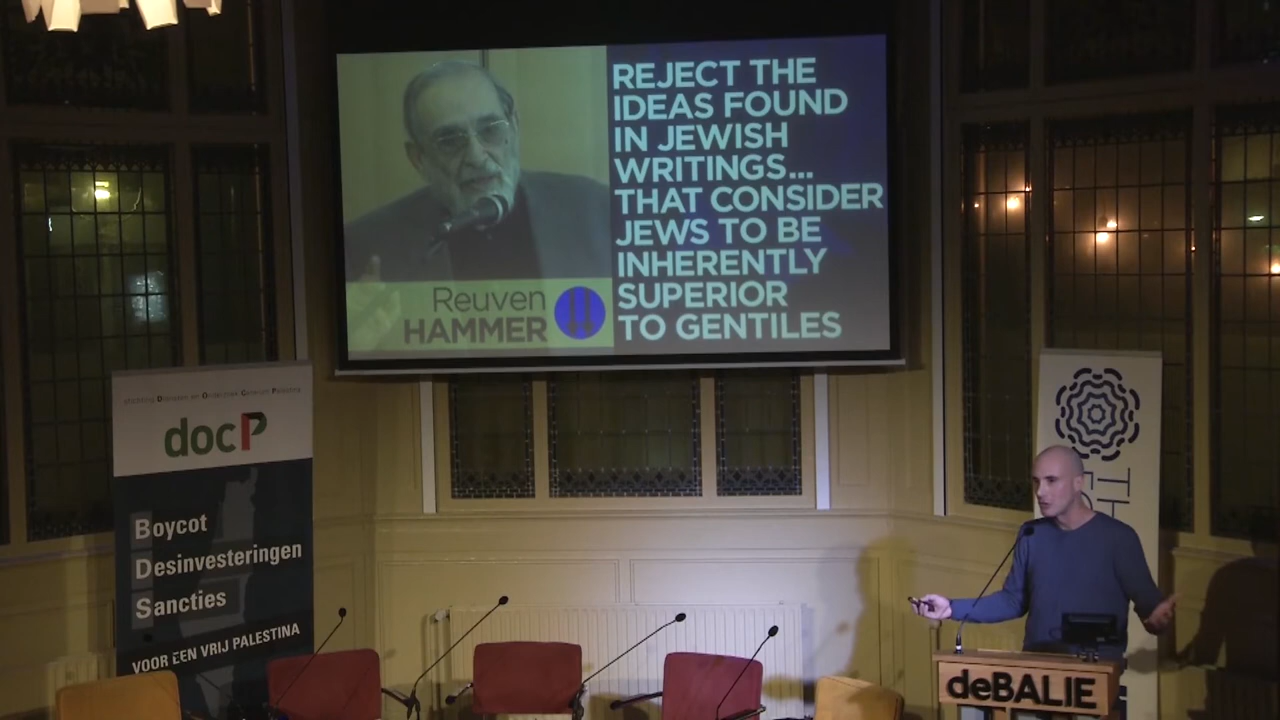 REJECT THE
IDEAS FOUND
IN JEWISH
WRITINGS...
THAT CONSIDER
JEWS TO BE
INHERENTLY
SUPERIOR
TO GENTILES
Reuven
HAMMER
docP
Boycot
Desinvesteringen
Sancties
VOOR EEN VRIJ PALESTINA
TH
deBALIE